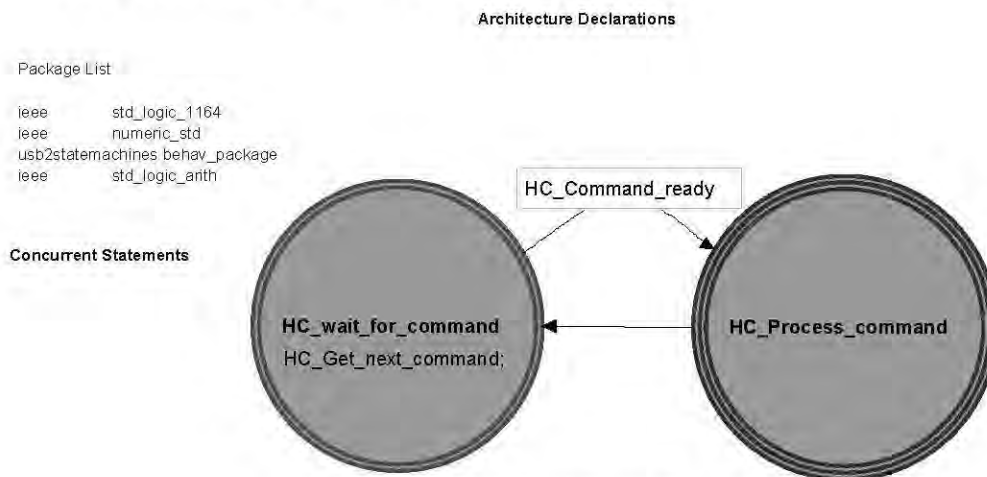 Architecture Declarations
Package List
ieee std_logic_1164
ieee numeric_std
usb2statemachines behav_package
ieee std_logic_arith
HC_Command_ready
Concurrent Statements
HC_wait_for_command
HC_Get_next_command;
HC_Process_command